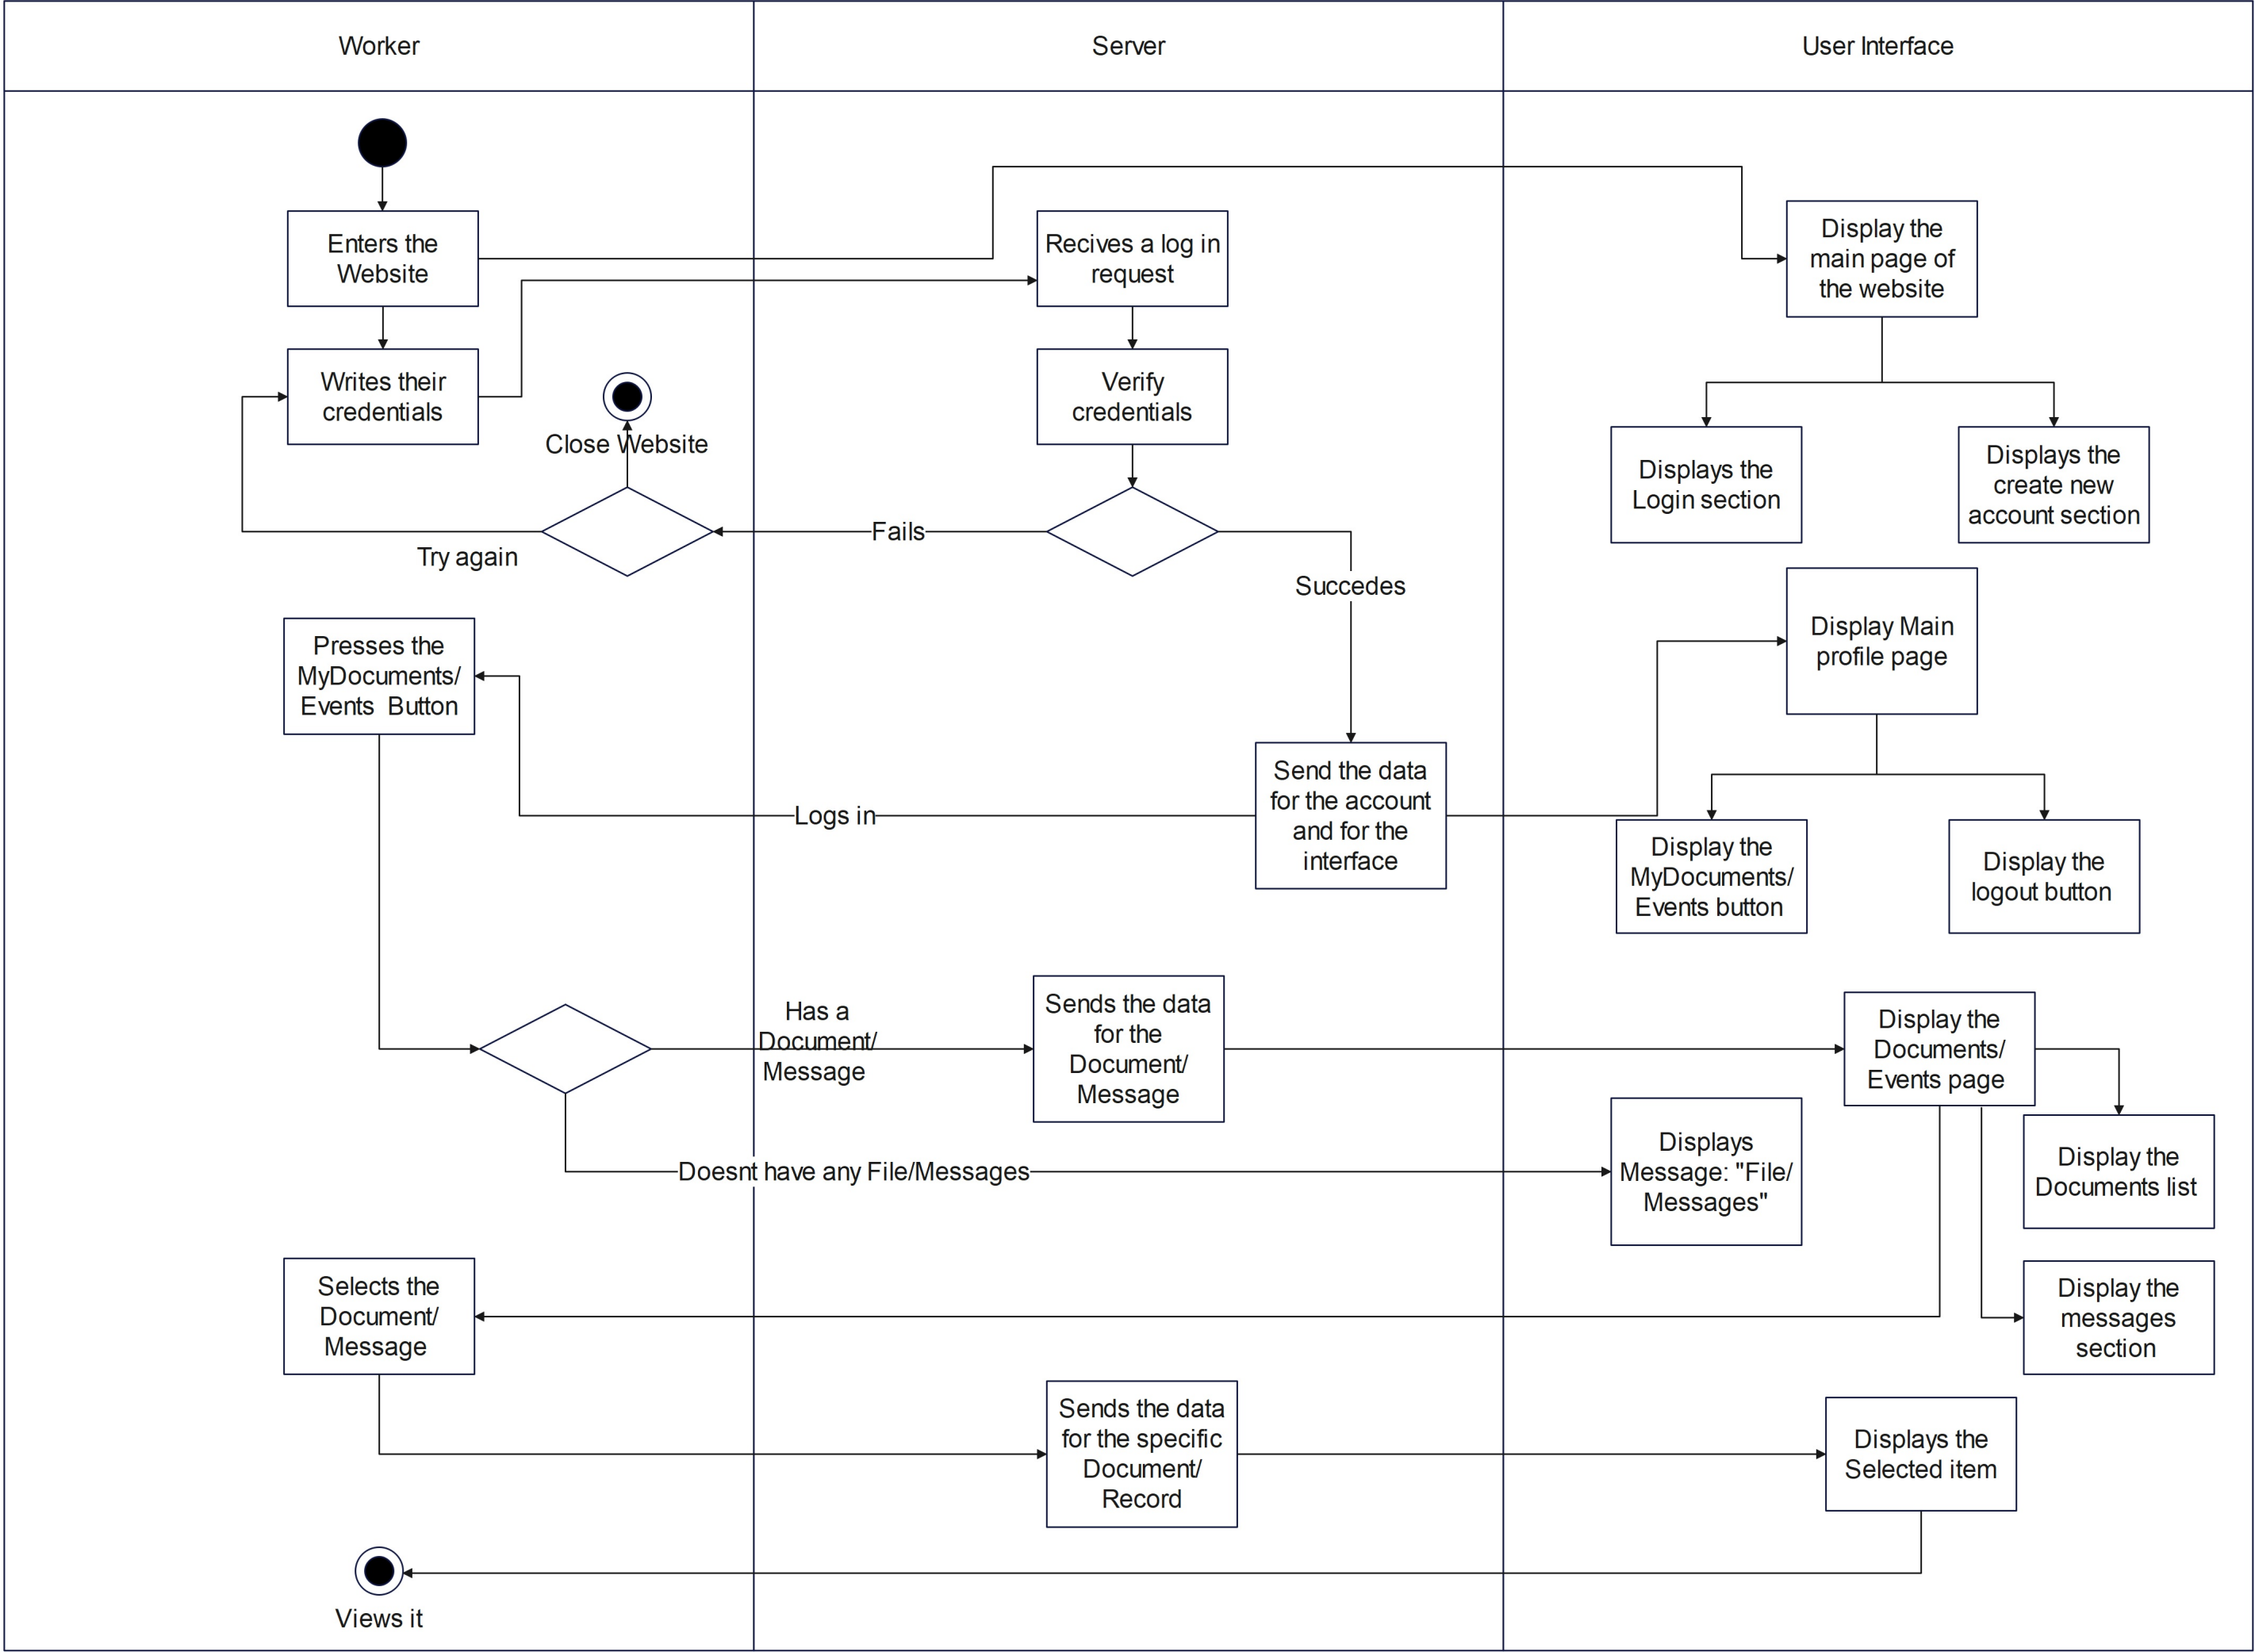 Worker
Server
User Interface
Enters the
Website
Recives a log in
request
Display the
main page of
the website
Writes their
credentials
Close Website
Verify
credentials
Displays the
Login section
Displays the
create new
account section
Try again
Fails
Succedes
Presses the
MyDocuments/
Events Button
Display Main
profile page
Send the data
for the account
and for the
interface
Logs in
Display the
MyDocuments/
Events button
Display the
logout button
Has a
Document/
Message
Sends the data
for the
Document/
Message
Display the
Documents/
Events page
Doesnt have any File/Messages
Displays
Message: "File/
Messages"
Display the
Documents list
Selects the
Document/
Message
Display the
messages
section
Sends the data
for the specific
Document/
Record
Displays the
Selected item
Views it